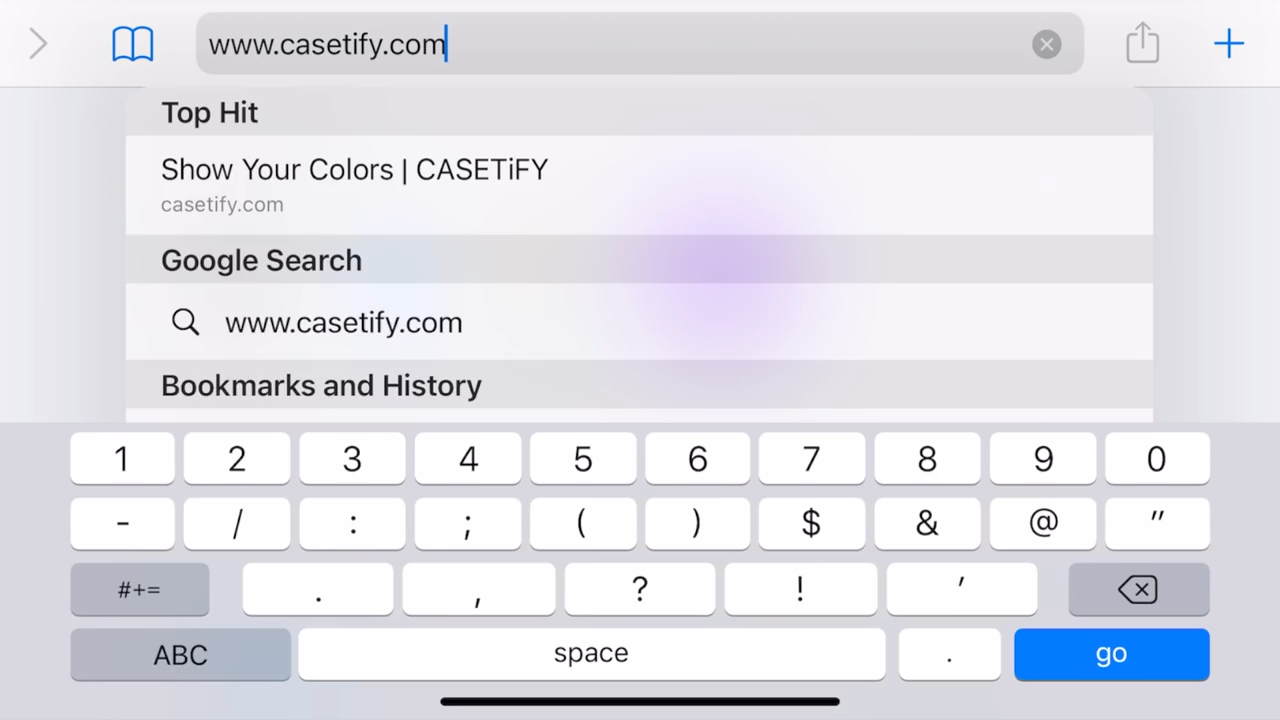 www.casetify.com
Top Hit
Show Your Colors | CASETiFY
casetify.com
Google Search
www.casetify.com
Bookmarks and History
1 2 3 4 5 6 7 8 9 0
- / : ; ( ) $ & @ "
#+= . , ? ! ′
ABC space . go